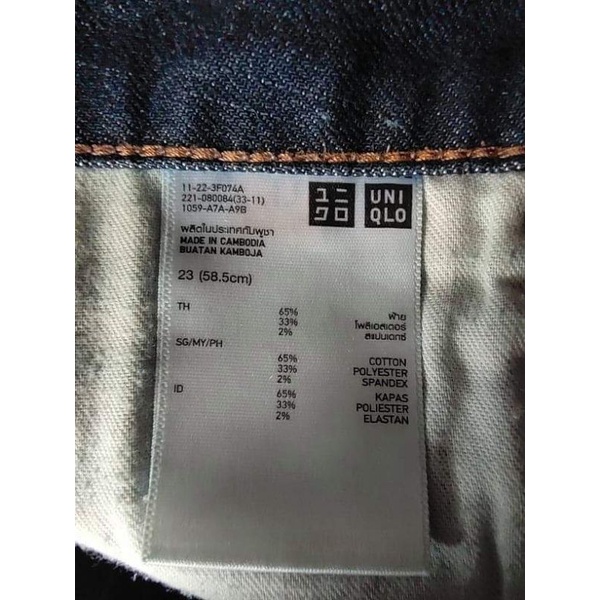 11-22-3F074A
221-080084(33-11)
1059-A7A-A9B
ユニ
クロ
UNI
QLO
ผลิตในประเทศกัมพูชา
MADE IN CAMBODIA
BUATAN KAMBOJA
23 (58.5cm)
TH 65% ฝ้าย
33% โพลีเอสเตอร์
2% สแปนเดกซ์
SG/MY/PH 65% COTTON
33% POLYESTER
2% SPANDEX
ID 65% KAPAS
33% POLIESTER
2% ELASTAN